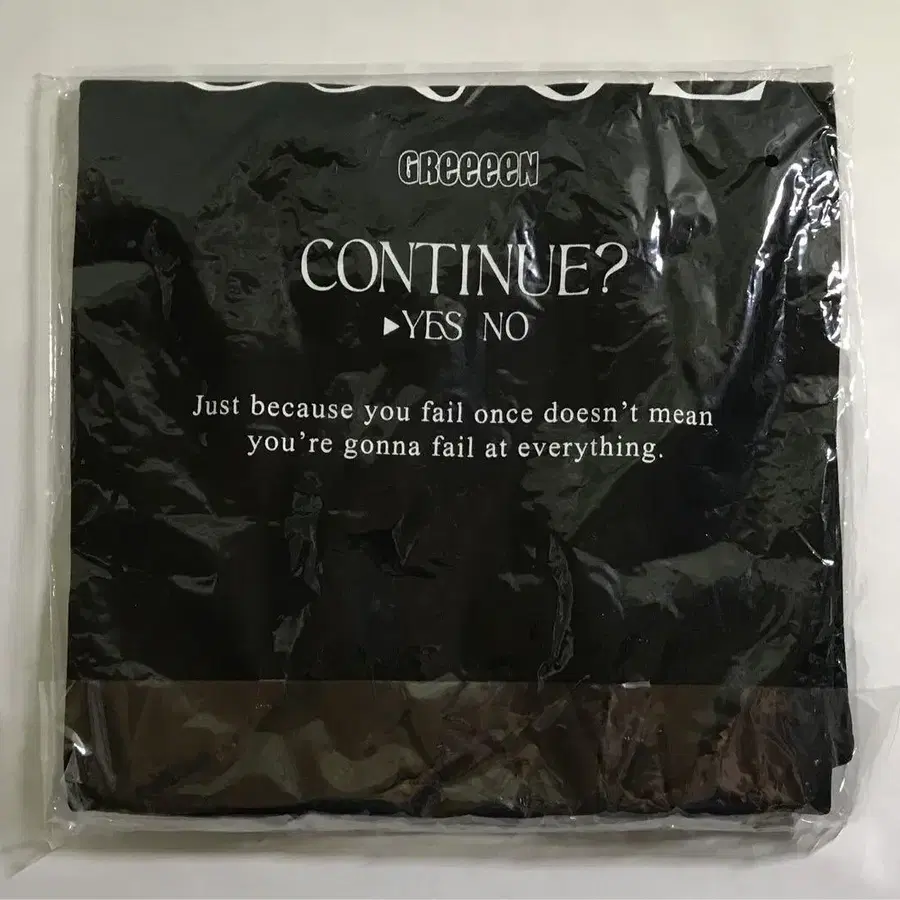 GReeeeN
CONTINUE?
▶YES NO
Just because you fail once doesn't mean
you're gonna fail at everything.